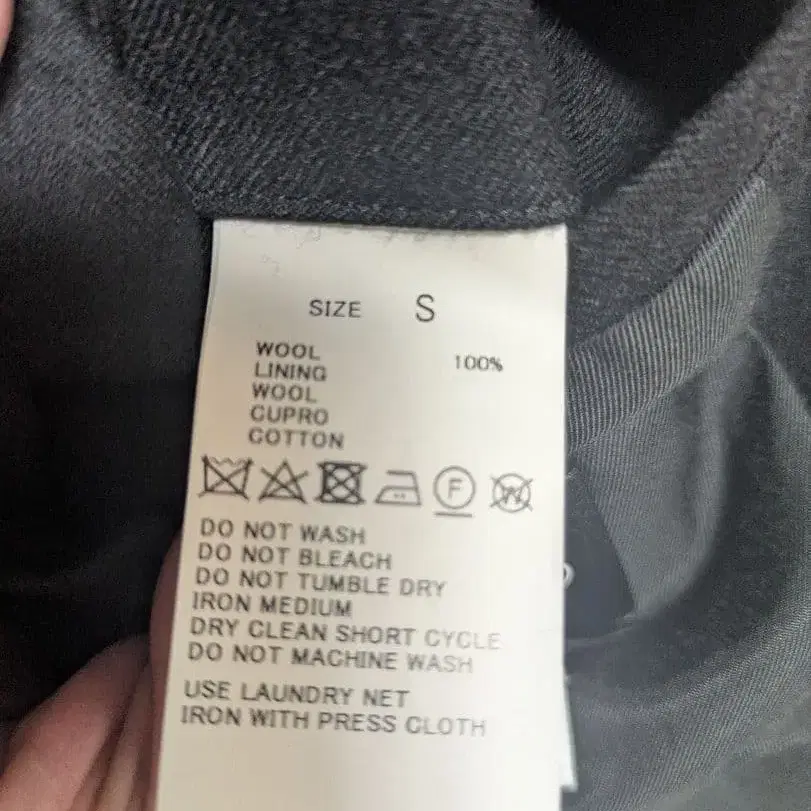 SIZE S
WOOL 100%
LINING
WOOL
CUPRO
COTTON
F W
DO NOT WASH
DO NOT BLEACH
DO NOT TUMBLE DRY
IRON MEDIUM
DRY CLEAN SHORT CYCLE
DO NOT MACHINE WASH
USE LAUNDRY NET
IRON WITH PRESS CLOTH